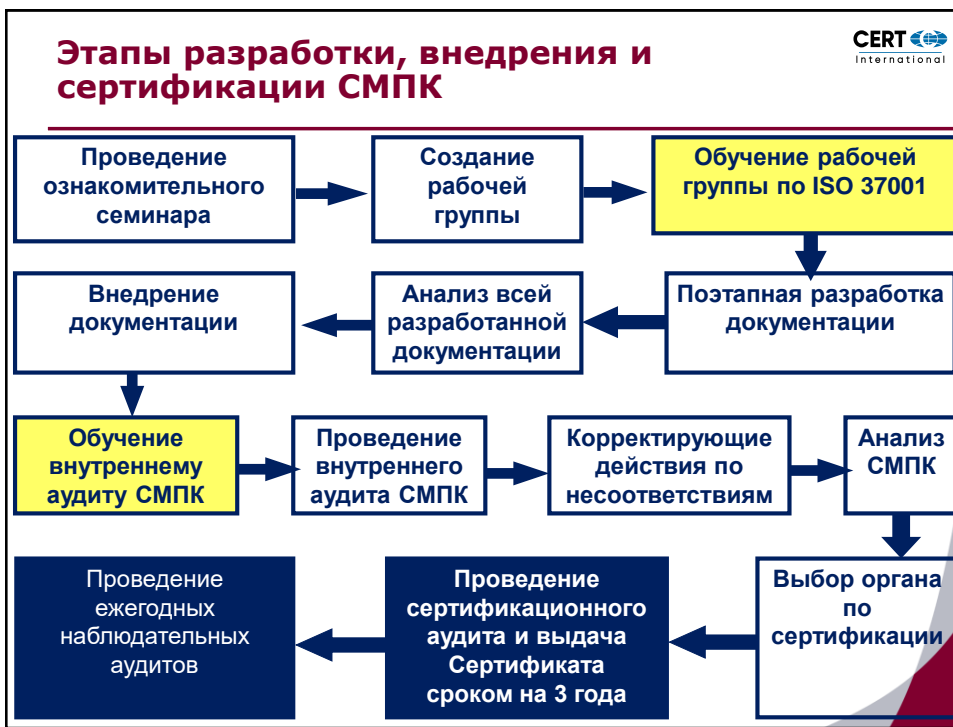 Этапы разработки, внедрения и
сертификации СМПК
CERT
International
Проведение
ознакомительного
семинара
Создание
рабочей
группы
Обучение рабочей
группы по ISO 37001
Внедрение
документации
Анализ всей
разработанной
документации
Поэтапная разработка
документации
Обучение
внутреннему
аудиту СМПК
Проведение
внутреннего
аудита СМПК
Корректирующие
действия по
несоответствиям
Анализ
СМПК
Проведение
ежегодных
наблюдательных
аудитов
Проведение
сертификационного
аудита и выдача
Сертификата
сроком на 3 года
Выбор органа
по
сертификации